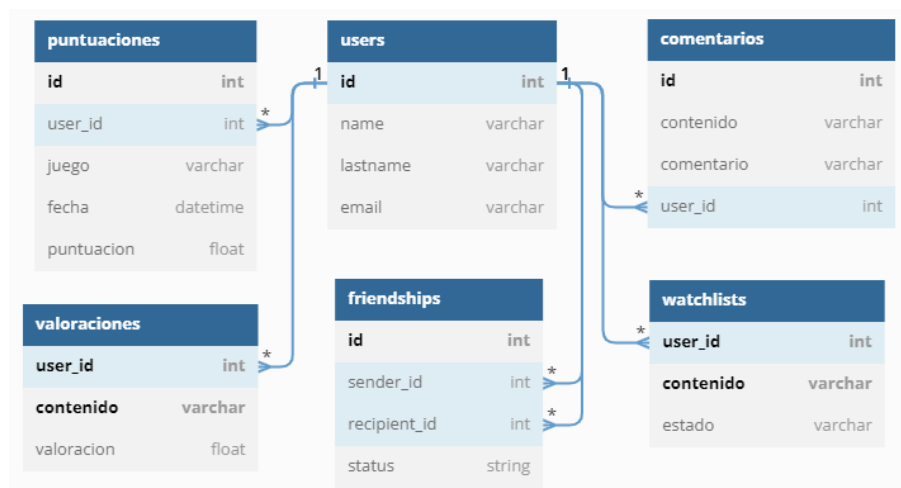 puntuaciones
id int
user_id int
juego varchar
fecha datetime
puntuacion float
users
id int
name varchar
lastname varchar
email varchar
comentarios
id int
contenido varchar
comentario varchar
user_id int
valoraciones
user_id int
contenido varchar
valoracion float
friendships
id int
sender_id int
recipient_id int
status string
watchlists
user_id int
contenido varchar
estado varchar
1
*
*
1
*
*
*
*